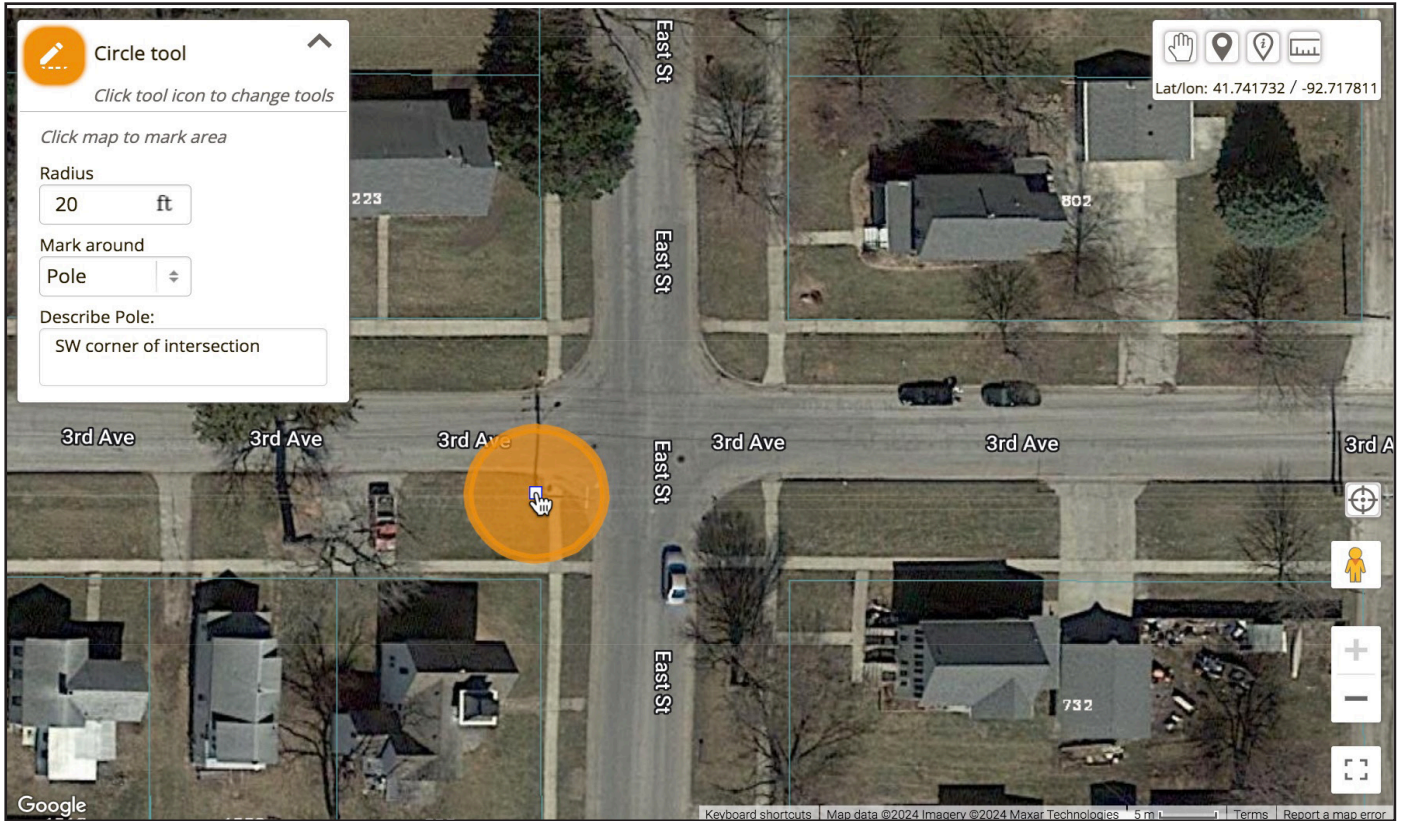 Circle tool
Click tool icon to change tools
Click map to mark area
Radius
20 ft
Mark around
Pole
Describe Pole:
SW corner of intersection
Lat/lon: 41.741732 / -92.717811
East St
East St
223
802
3rd Ave
3rd Ave
3rd Ave
3rd Ave
3rd Ave
3rd A
East St
East St
732
Google
Keyboard shortcuts
Map data ©2024 Imagery ©2024 Maxar Technologies
5 m
Terms
Report a map error